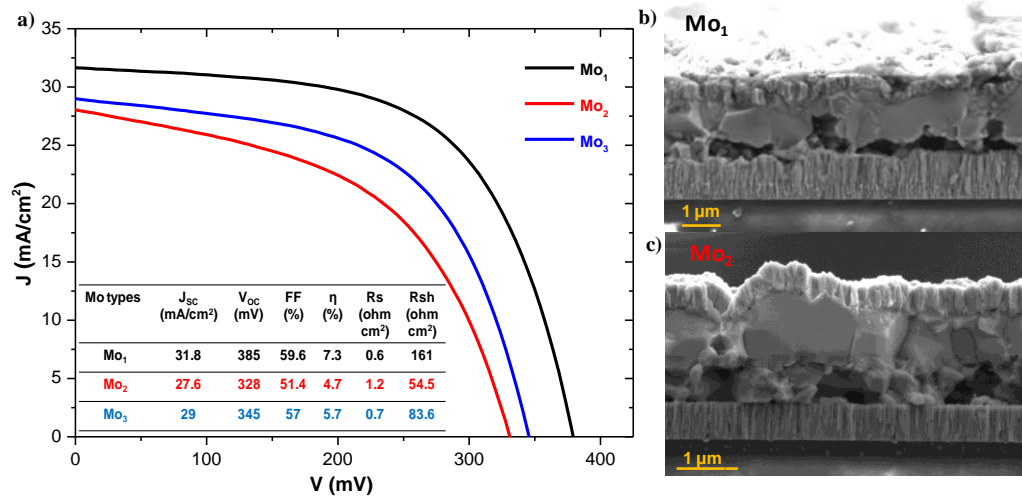 a)
35
30
25
20
15
10
5
0
J (mA/cm²)
0 100 200 300 400
V (mV)
Mo₁
Mo₂
Mo₃
Mo types J_SC (mA/cm²) V_OC (mV) FF (%) η (%) Rs (ohm cm²) Rsh (ohm cm²)
Mo₁ 31.8 385 59.6 7.3 0.6 161
Mo₂ 27.6 328 51.4 4.7 1.2 54.5
Mo₃ 29 345 57 5.7 0.7 83.6
b)
Mo₁
1 µm
c)
Mo₂
1 µm